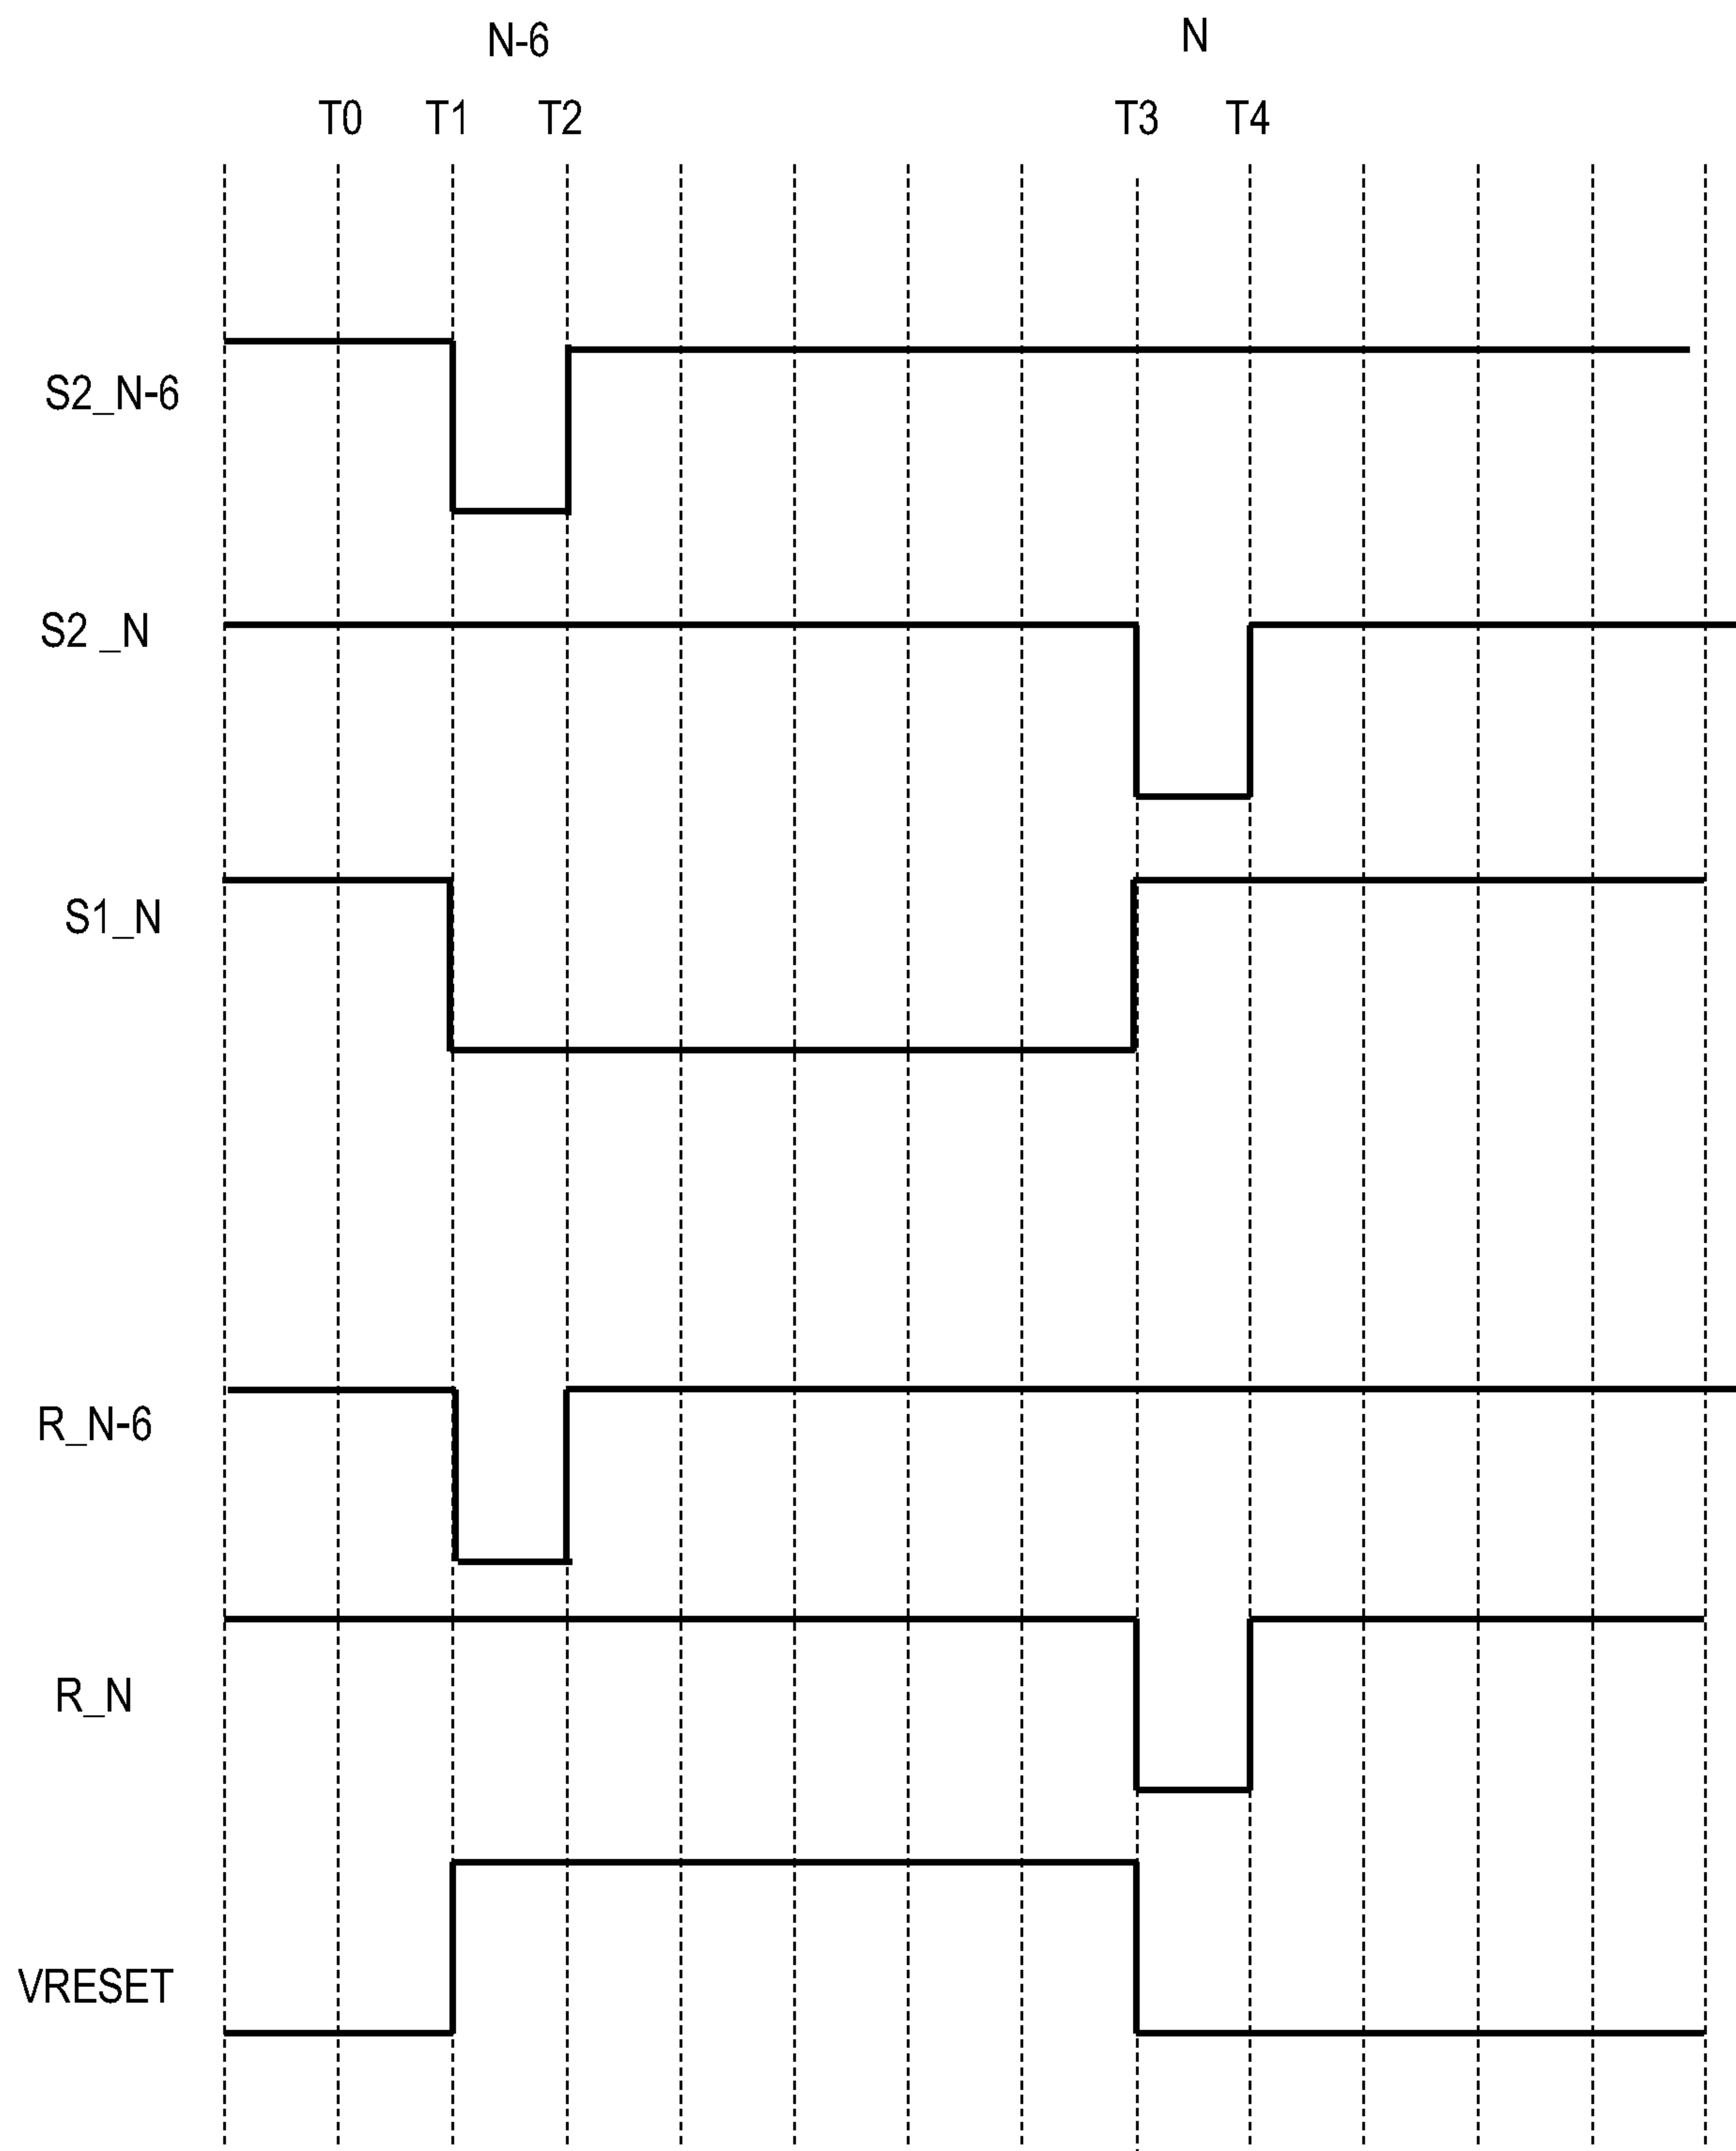 N-6 N
T0 T1 T2 T3 T4
S2_N-6
S2 _N
S1_N
R_N-6
R_N
VRESET